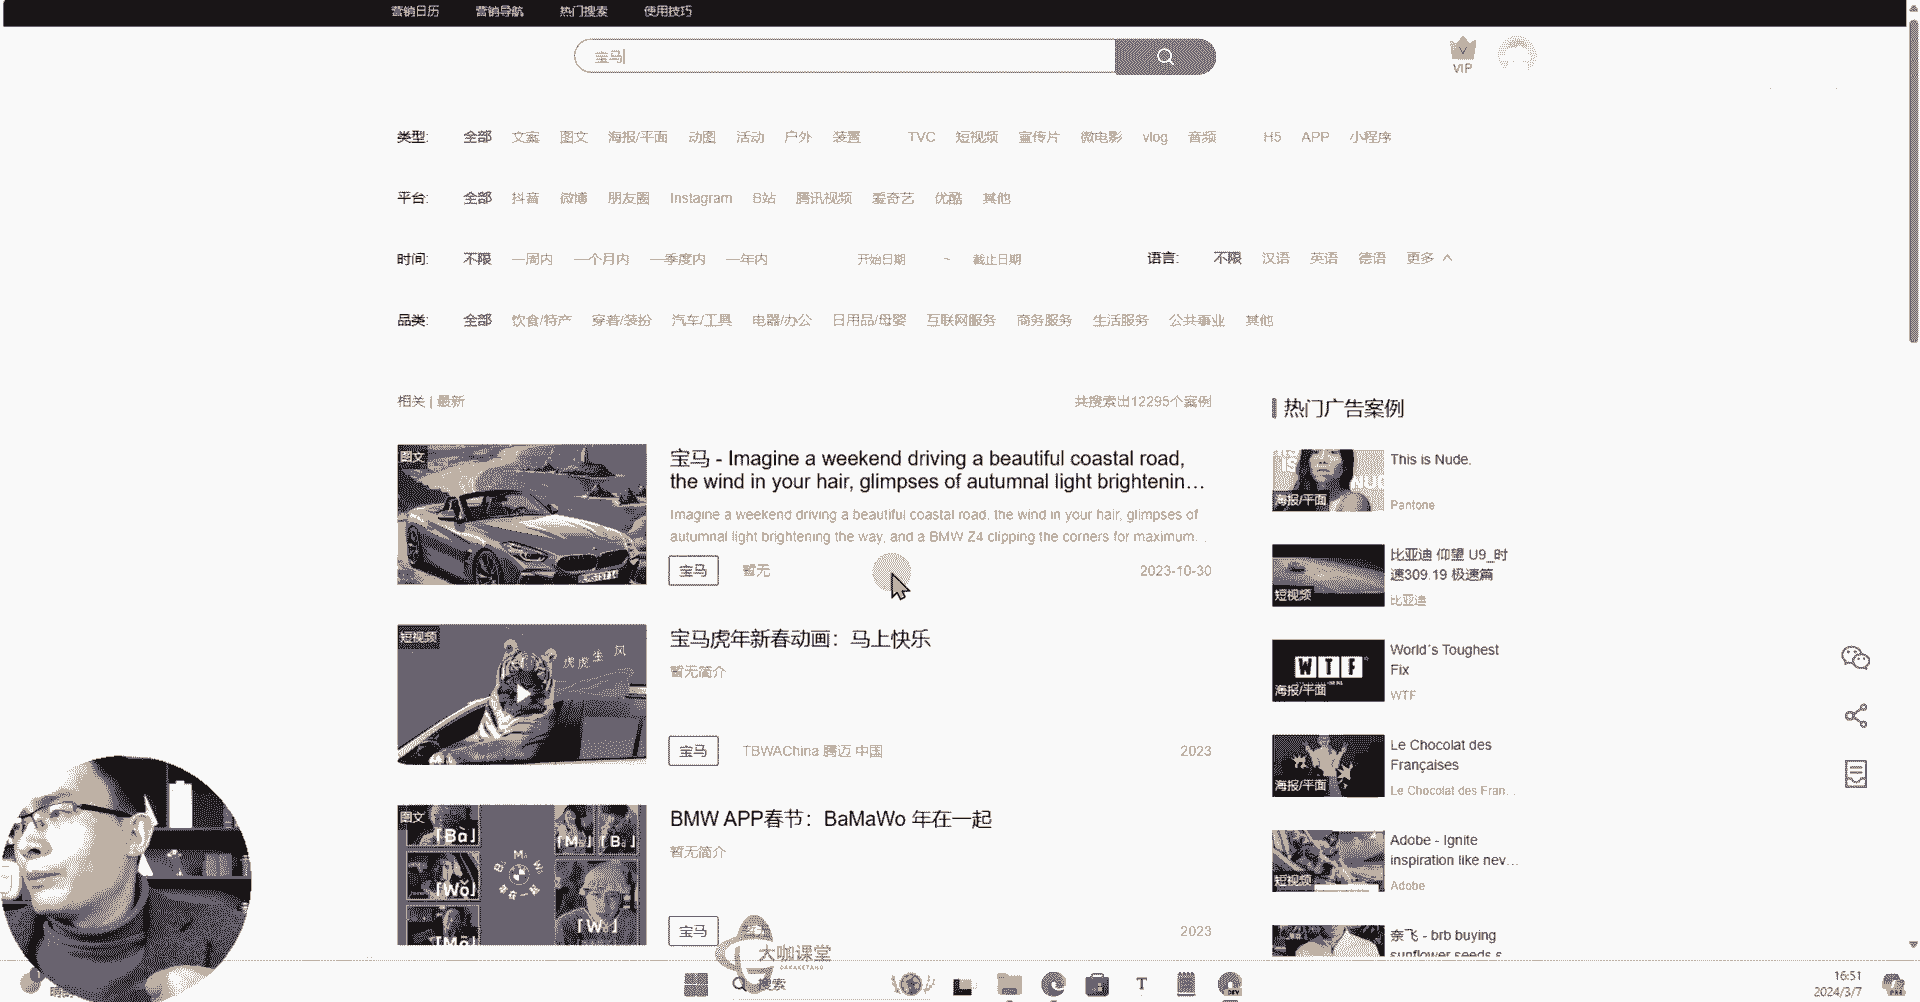 营销日历 营销导航 热门搜索 使用技巧
宝马
VIP
类型: 全部 文案 图文 海报/平面 动图 活动 户外 装置 TVC 短视频 宣传片 微电影 vlog 音频 H5 APP 小程序
平台: 全部 抖音 微博 朋友圈 Instagram B站 腾讯视频 爱奇艺 优酷 其他
时间: 不限 一周内 一个月内 一季度内 一年内 开始日期 ~ 截止日期 语言: 不限 汉语 英语 德语 更多
品类: 全部 饮食/特产 穿着/装扮 汽车/工具 电器/办公 日用品/母婴 互联网服务 商务服务 生活服务 公共事业 其他
相关 | 最新 共搜索出12295个案例
图文
宝马 - Imagine a weekend driving a beautiful coastal road,
the wind in your hair, glimpses of autumnal light brightenin...
Imagine a weekend driving a beautiful coastal road, the wind in your hair, glimpses of
autumnal light brightening the way, and a BMW Z4 clipping the corners for maximum...
宝马 暂无 2023-10-30
短视频
虎虎生风
宝马虎年新春动画：马上快乐
暂无简介
宝马 TBWAChina 腾迈 中国 2023
图文
「Bà」
「Wǒ」
BMW APP春节：BaMaWo 年在一起
暂无简介
宝马 2023
热门广告案例
海报/平面
This is Nude.
Pantone
短视频
比亚迪 仰望 U9_时
速309.19 极速篇
比亚迪
WTF
海报/平面
World´s Toughest
Fix
WTF
海报/平面
Le Chocolat des
Françaises
Le Chocolat des Fran...
短视频
Adobe - Ignite
inspiration like nev...
Adobe
奈飞 - brb buying
sunflower seeds s
大咖课堂
DAKAKETANG
搜索
16:51
2024/3/7